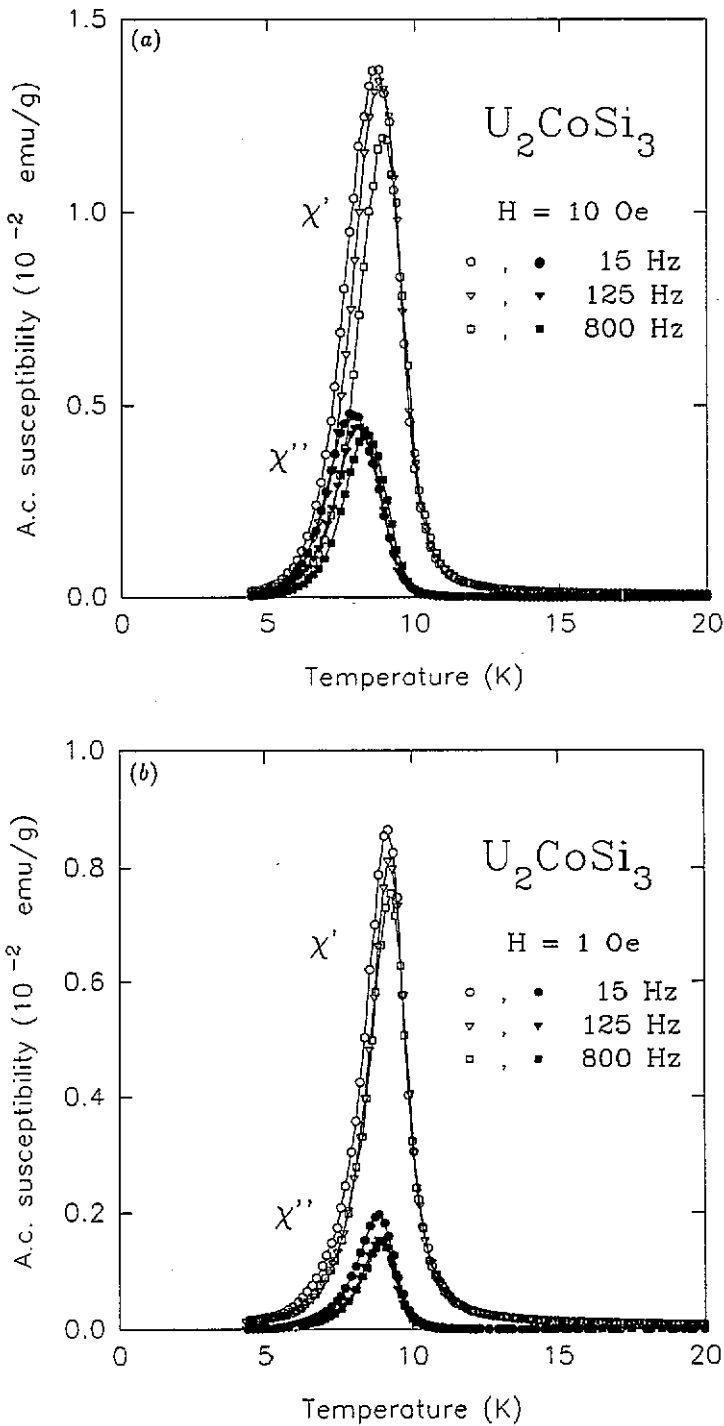 (a)
1.5
1.0
0.5
0.0
0
5
10
15
20
A.c. susceptibility (10⁻² emu/g)
Temperature (K)
U₂CoSi₃
H = 10 Oe
○ , ● 15 Hz
▽ , ▼ 125 Hz
□ , ■ 800 Hz
χ'
χ''
(b)
1.0
0.8
0.6
0.4
0.2
0.0
0
5
10
15
20
A.c. susceptibility (10⁻² emu/g)
Temperature (K)
U₂CoSi₃
H = 1 Oe
○ , ● 15 Hz
▽ , ▼ 125 Hz
□ , ■ 800 Hz
χ'
χ''